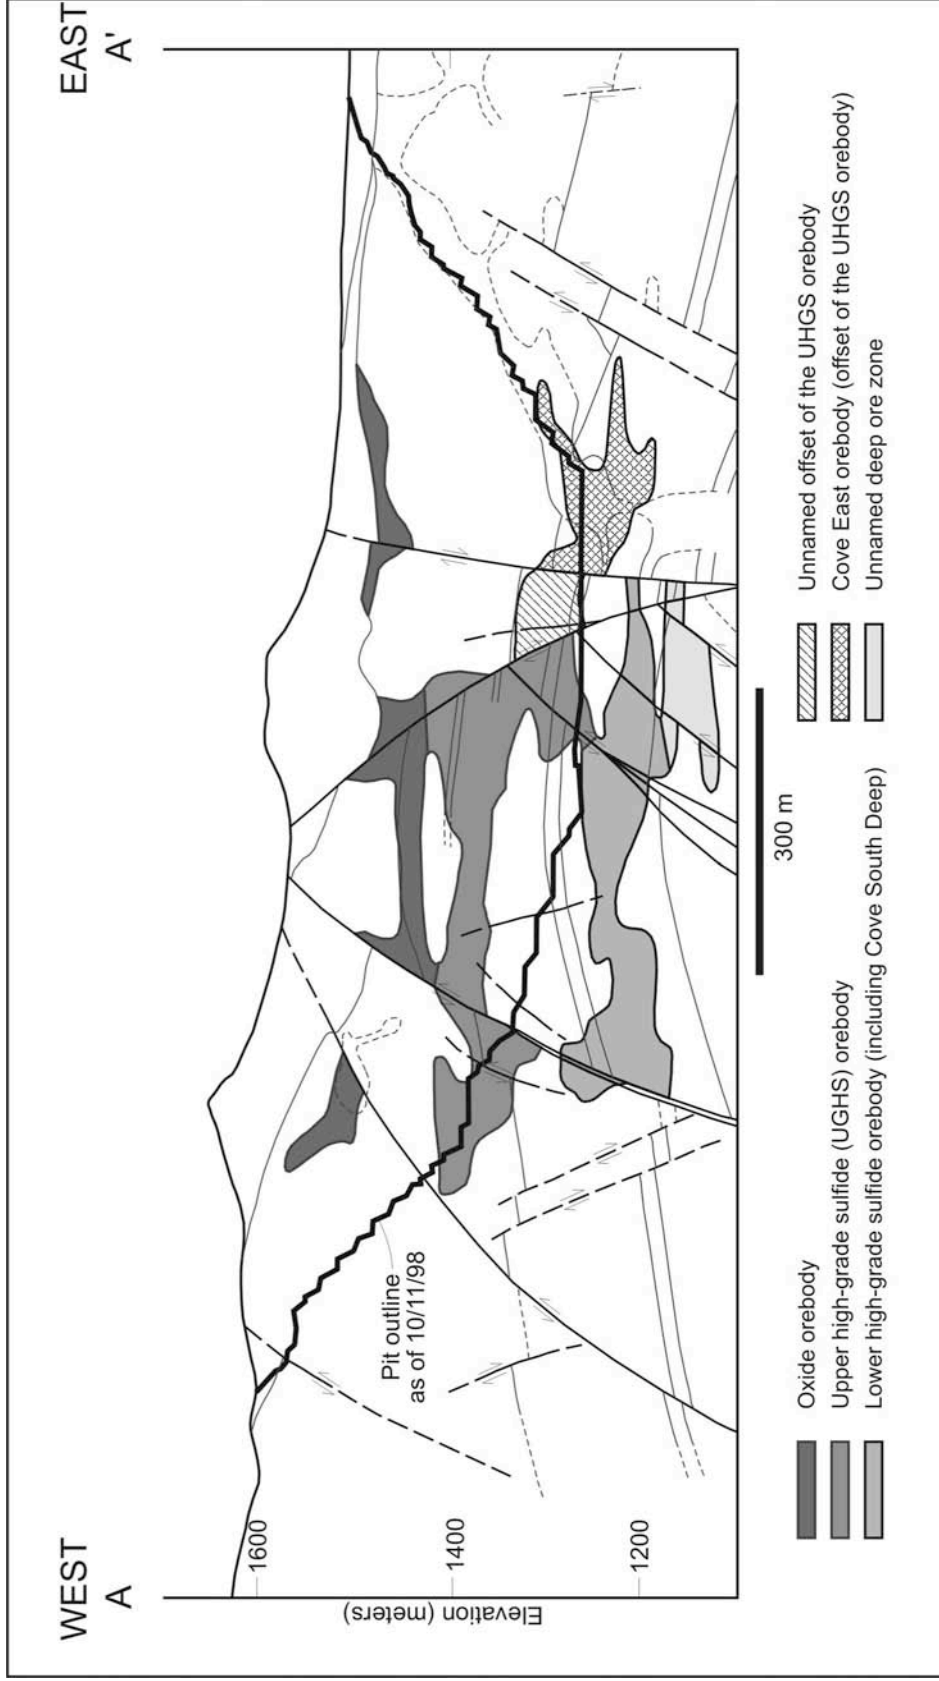 WEST
A
EAST
A'
Elevation (meters)
1600
1400
1200
Pit outline
as of 10/11/98
300 m
Oxide orebody
Upper high-grade sulfide (UGHS) orebody
Lower high-grade sulfide orebody (including Cove South Deep)
Unnamed offset of the UHGS orebody
Cove East orebody (offset of the UHGS orebody)
Unnamed deep ore zone